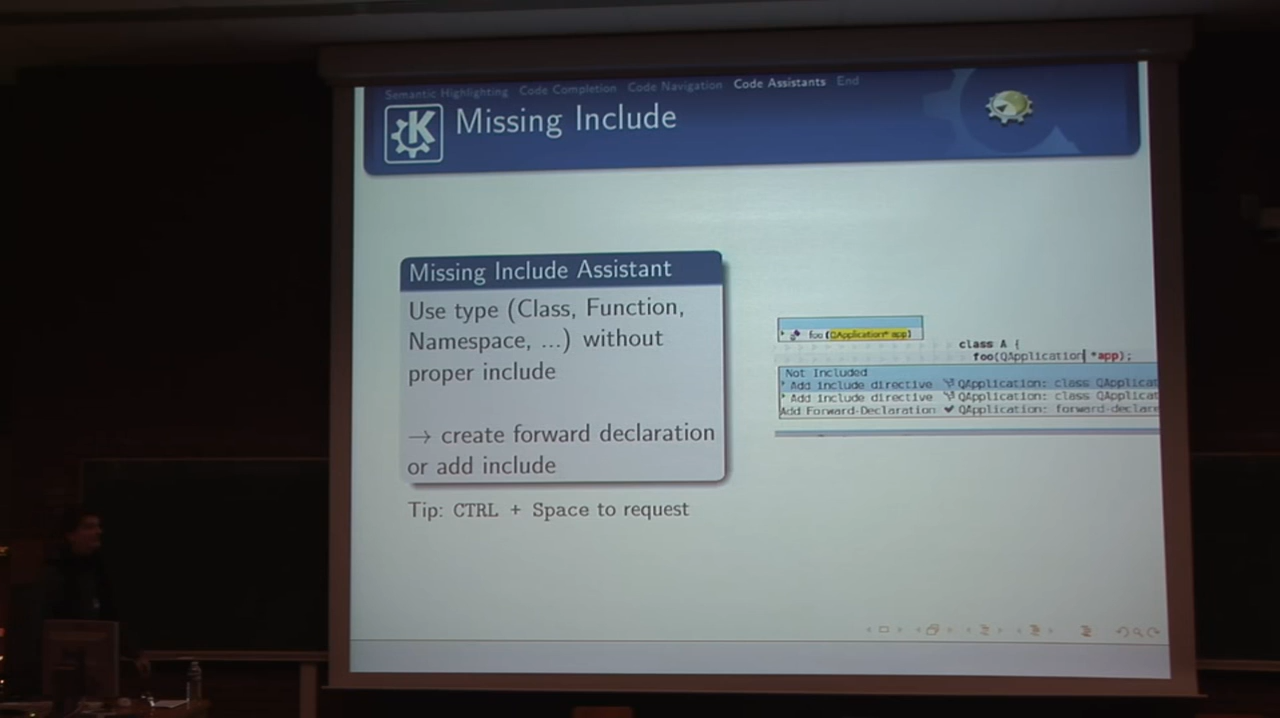 Semantic Highlighting Code Completion Code Navigation Code Assistants End
Missing Include
Missing Include Assistant
Use type (Class, Function,
Namespace, ...) without
proper include
→ create forward declaration
or add include
Tip: CTRL + Space to request
foo (QApplication* app)
class A {
foo(QApplication *app);
Not Included
Add include directive QApplication: class QApplicat
Add include directive QApplication: class QApplicat
Add Forward-Declaration QApplication: forward-declare